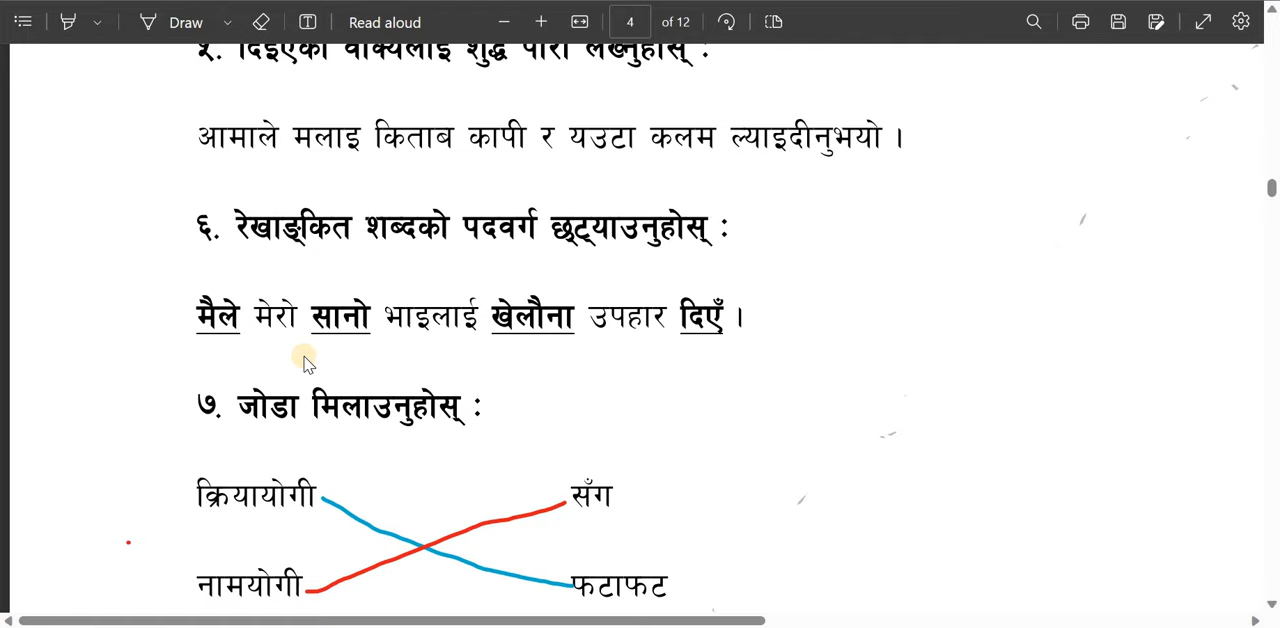 Draw Read aloud 4 of 12
५. दिइएको वाक्यलाई शुद्ध पारी लेख्नुहोस् :
आमाले मलाइ किताब कापी र यउटा कलम ल्याइदीनुभयो ।
६. रेखाङ्कित शब्दको पदवर्ग छुट्याउनुहोस् :
मैले मेरो सानो भाइलाई खेलौना उपहार दिएँ ।
७. जोडा मिलाउनुहोस् :
क्रियायोगी सँग
नामयोगी फटाफट